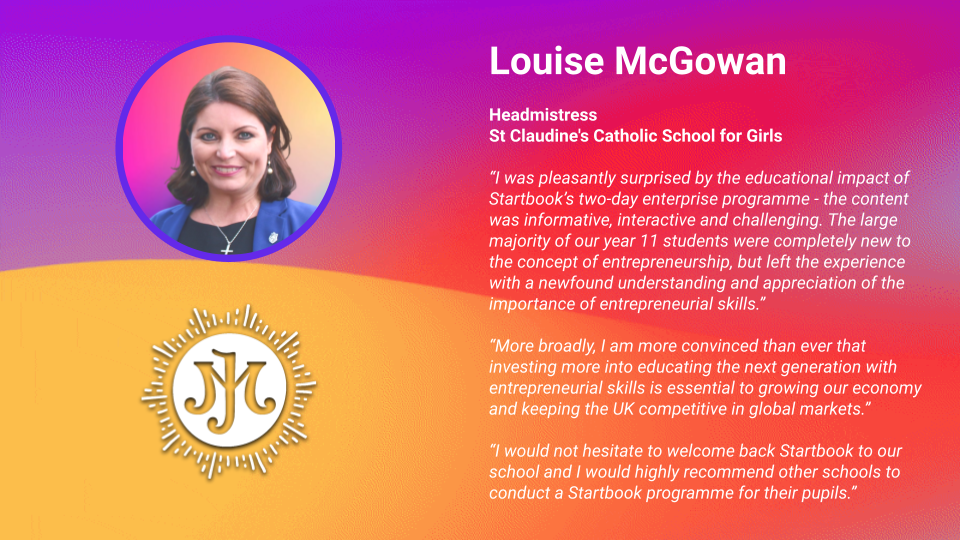 Louise McGowan
Headmistress
St Claudine's Catholic School for Girls
“I was pleasantly surprised by the educational impact of
Startbook’s two-day enterprise programme - the content
was informative, interactive and challenging. The large
majority of our year 11 students were completely new to
the concept of entrepreneurship, but left the experience
with a newfound understanding and appreciation of the
importance of entrepreneurial skills.”
“More broadly, I am more convinced than ever that
investing more into educating the next generation with
entrepreneurial skills is essential to growing our economy
and keeping the UK competitive in global markets.”
“I would not hesitate to welcome back Startbook to our
school and I would highly recommend other schools to
conduct a Startbook programme for their pupils.”